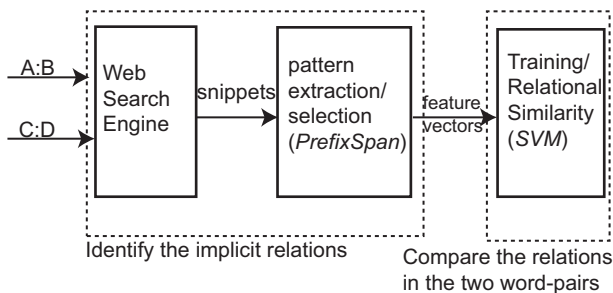 A:B
C:D
Web
Search
Engine
snippets
pattern
extraction/
selection
(PrefixSpan)
feature
vectors
Training/
Relational
Similarity
(SVM)
Identify the implicit relations
Compare the relations
in the two word-pairs